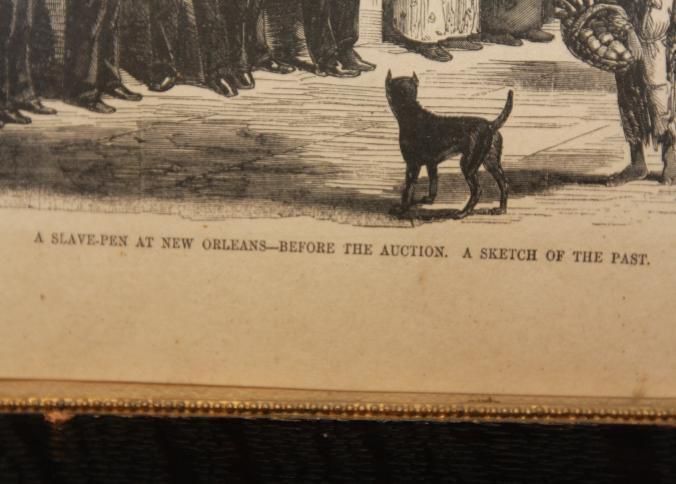 A SLAVE-PEN AT NEW ORLEANS—BEFORE THE AUCTION. A SKETCH OF THE PAST.